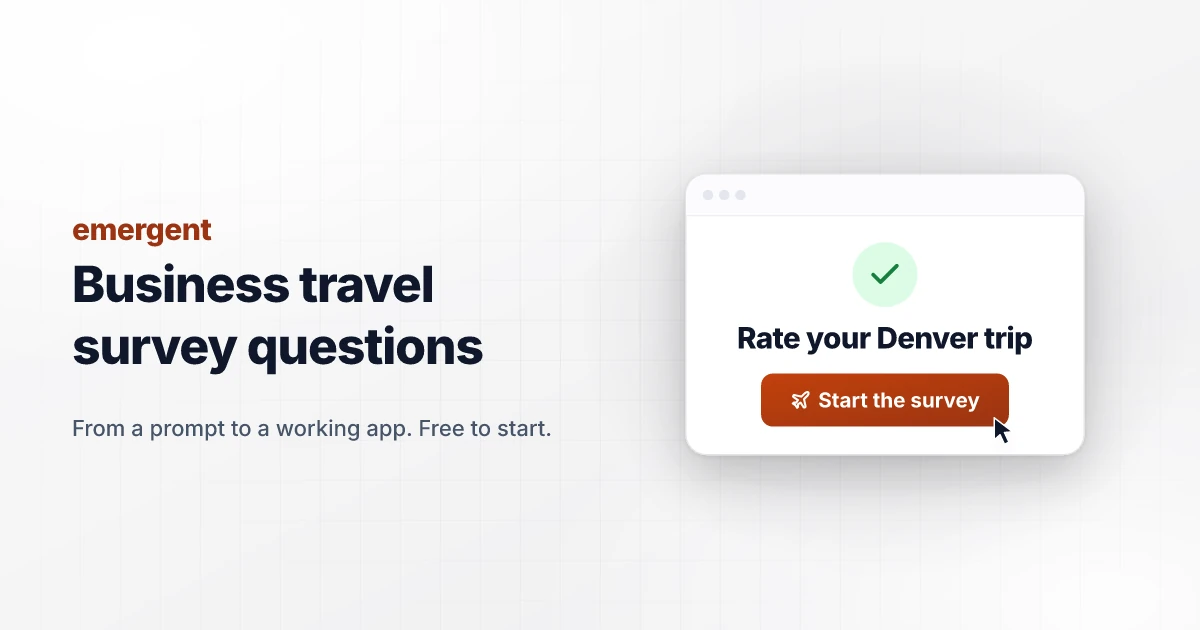 emergent
Business travel
survey questions
From a prompt to a working app. Free to start.
Rate your Denver trip
Start the survey